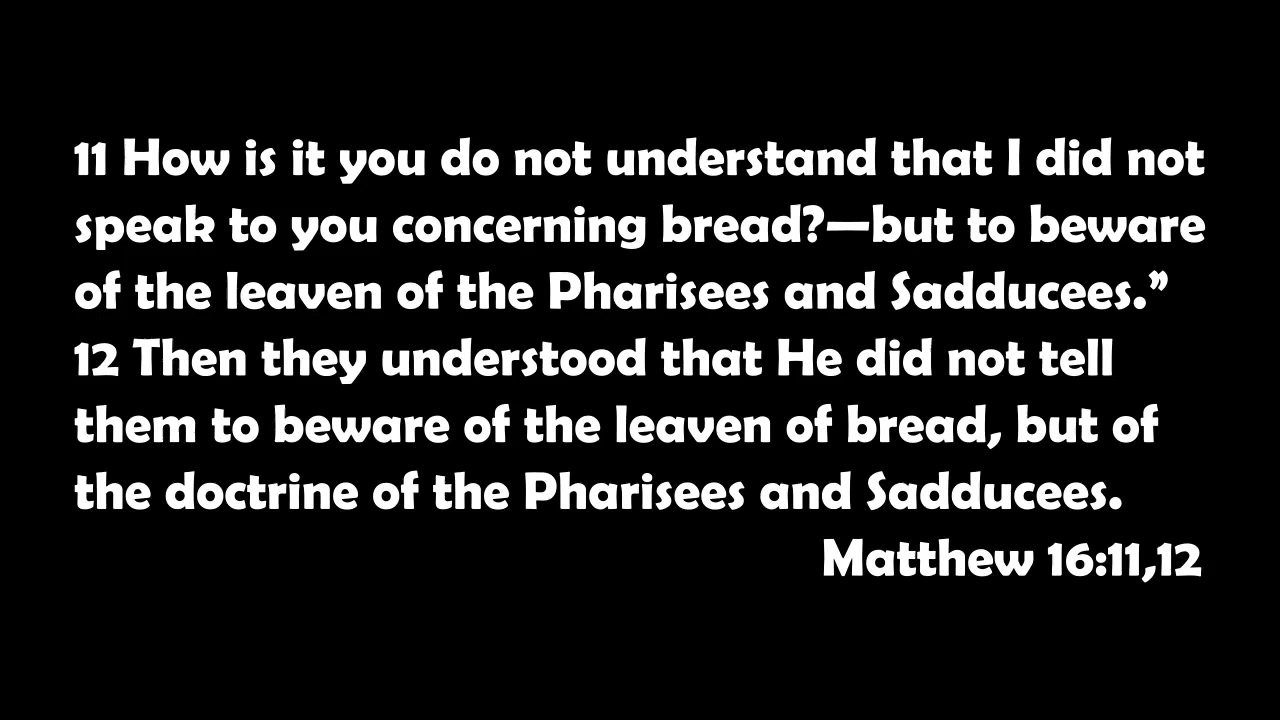 11 How is it you do not understand that I did not
speak to you concerning bread?—but to beware
of the leaven of the Pharisees and Sadducees.”
12 Then they understood that He did not tell
them to beware of the leaven of bread, but of
the doctrine of the Pharisees and Sadducees.
Matthew 16:11,12